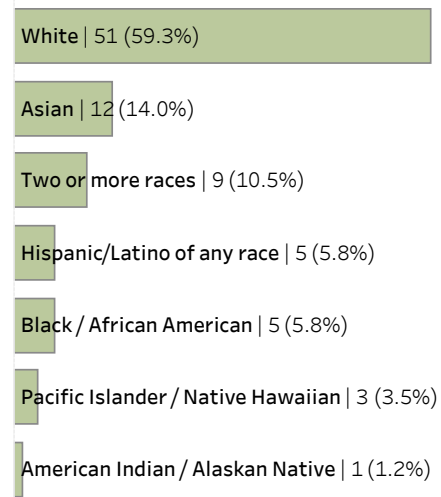 White | 51 (59.3%)
Asian | 12 (14.0%)
Two or more races | 9 (10.5%)
Hispanic/Latino of any race | 5 (5.8%)
Black / African American | 5 (5.8%)
Pacific Islander / Native Hawaiian | 3 (3.5%)
American Indian / Alaskan Native | 1 (1.2%)